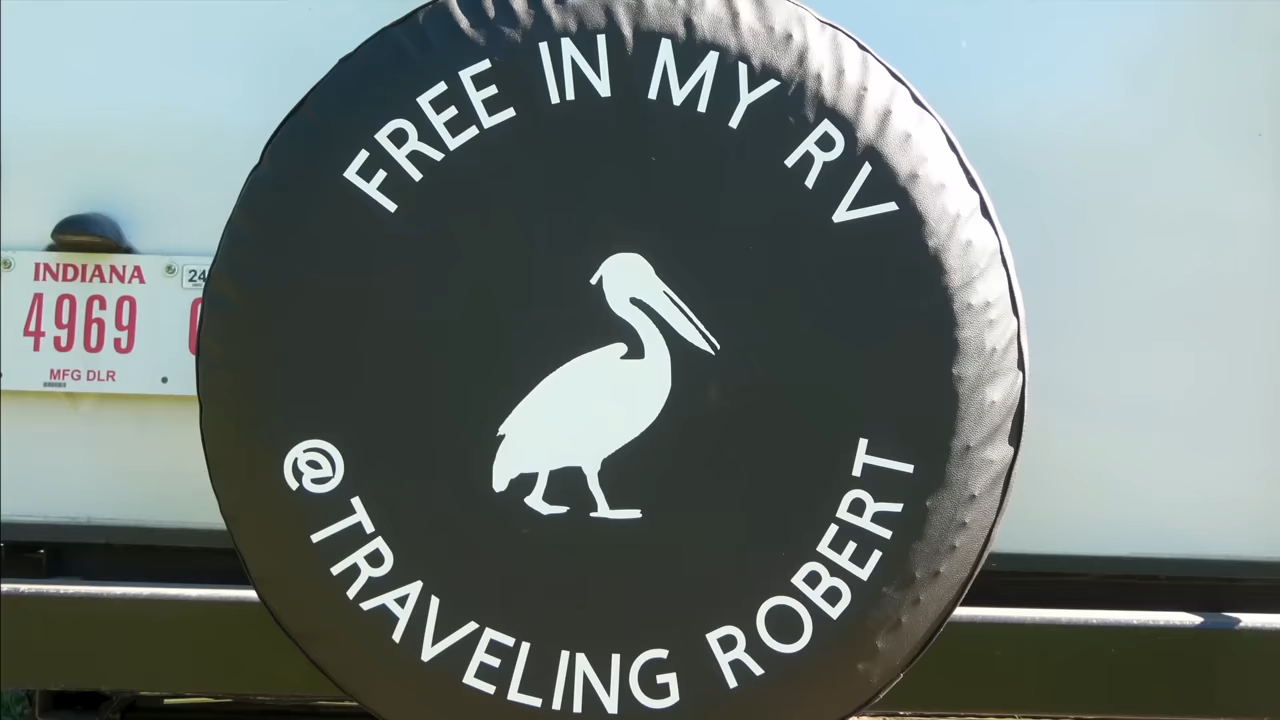 FREE IN MY RV
INDIANA
24
4969
MFG DLR
@TRAVELING ROBERT